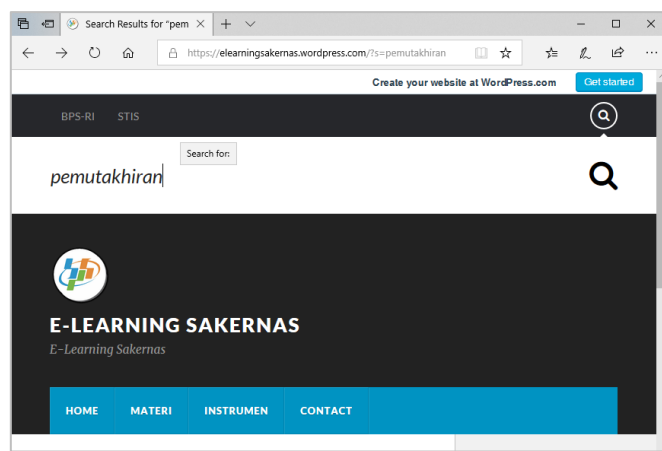 Search Results for "pem
https://elearningsakernas.wordpress.com/?s=pemutakhiran
Create your website at WordPress.com Get started
BPS-RI STIS
Search for:
pemutakhiran
E-LEARNING SAKERNAS
E-Learning Sakernas
HOME MATERI INSTRUMEN CONTACT